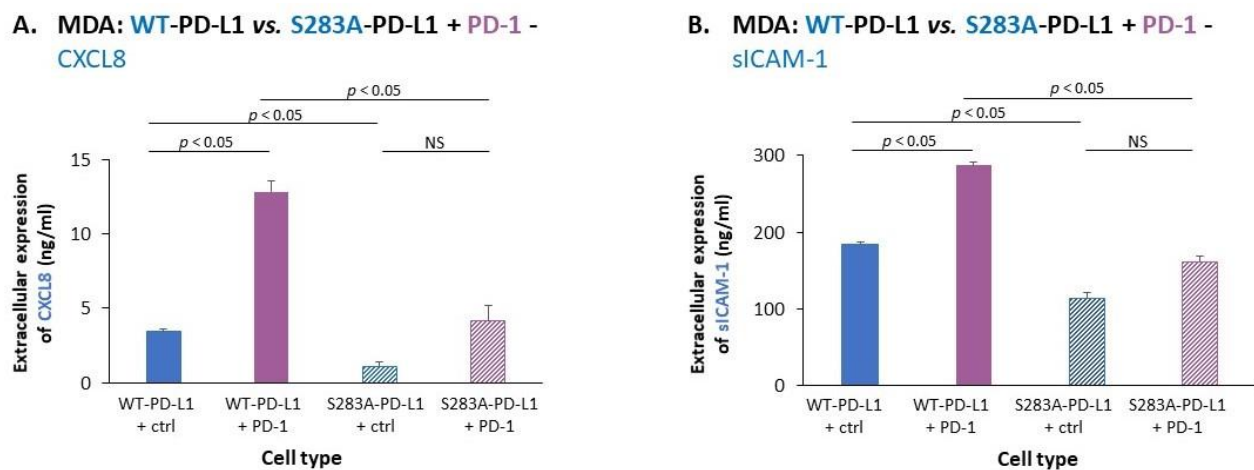 A. MDA: WT-PD-L1 vs. S283A-PD-L1 + PD-1 -
CXCL8
p < 0.05
p < 0.05
p < 0.05
NS
15
10
5
0
Extracellular expression
of CXCL8 (ng/ml)
WT-PD-L1
+ ctrl
WT-PD-L1
+ PD-1
S283A-PD-L1
+ ctrl
S283A-PD-L1
+ PD-1
Cell type
B. MDA: WT-PD-L1 vs. S283A-PD-L1 + PD-1 -
sICAM-1
p < 0.05
p < 0.05
p < 0.05
NS
300
200
100
0
Extracellular expression
of sICAM-1 (ng/ml)
WT-PD-L1
+ ctrl
WT-PD-L1
+ PD-1
S283A-PD-L1
+ ctrl
S283A-PD-L1
+ PD-1
Cell type